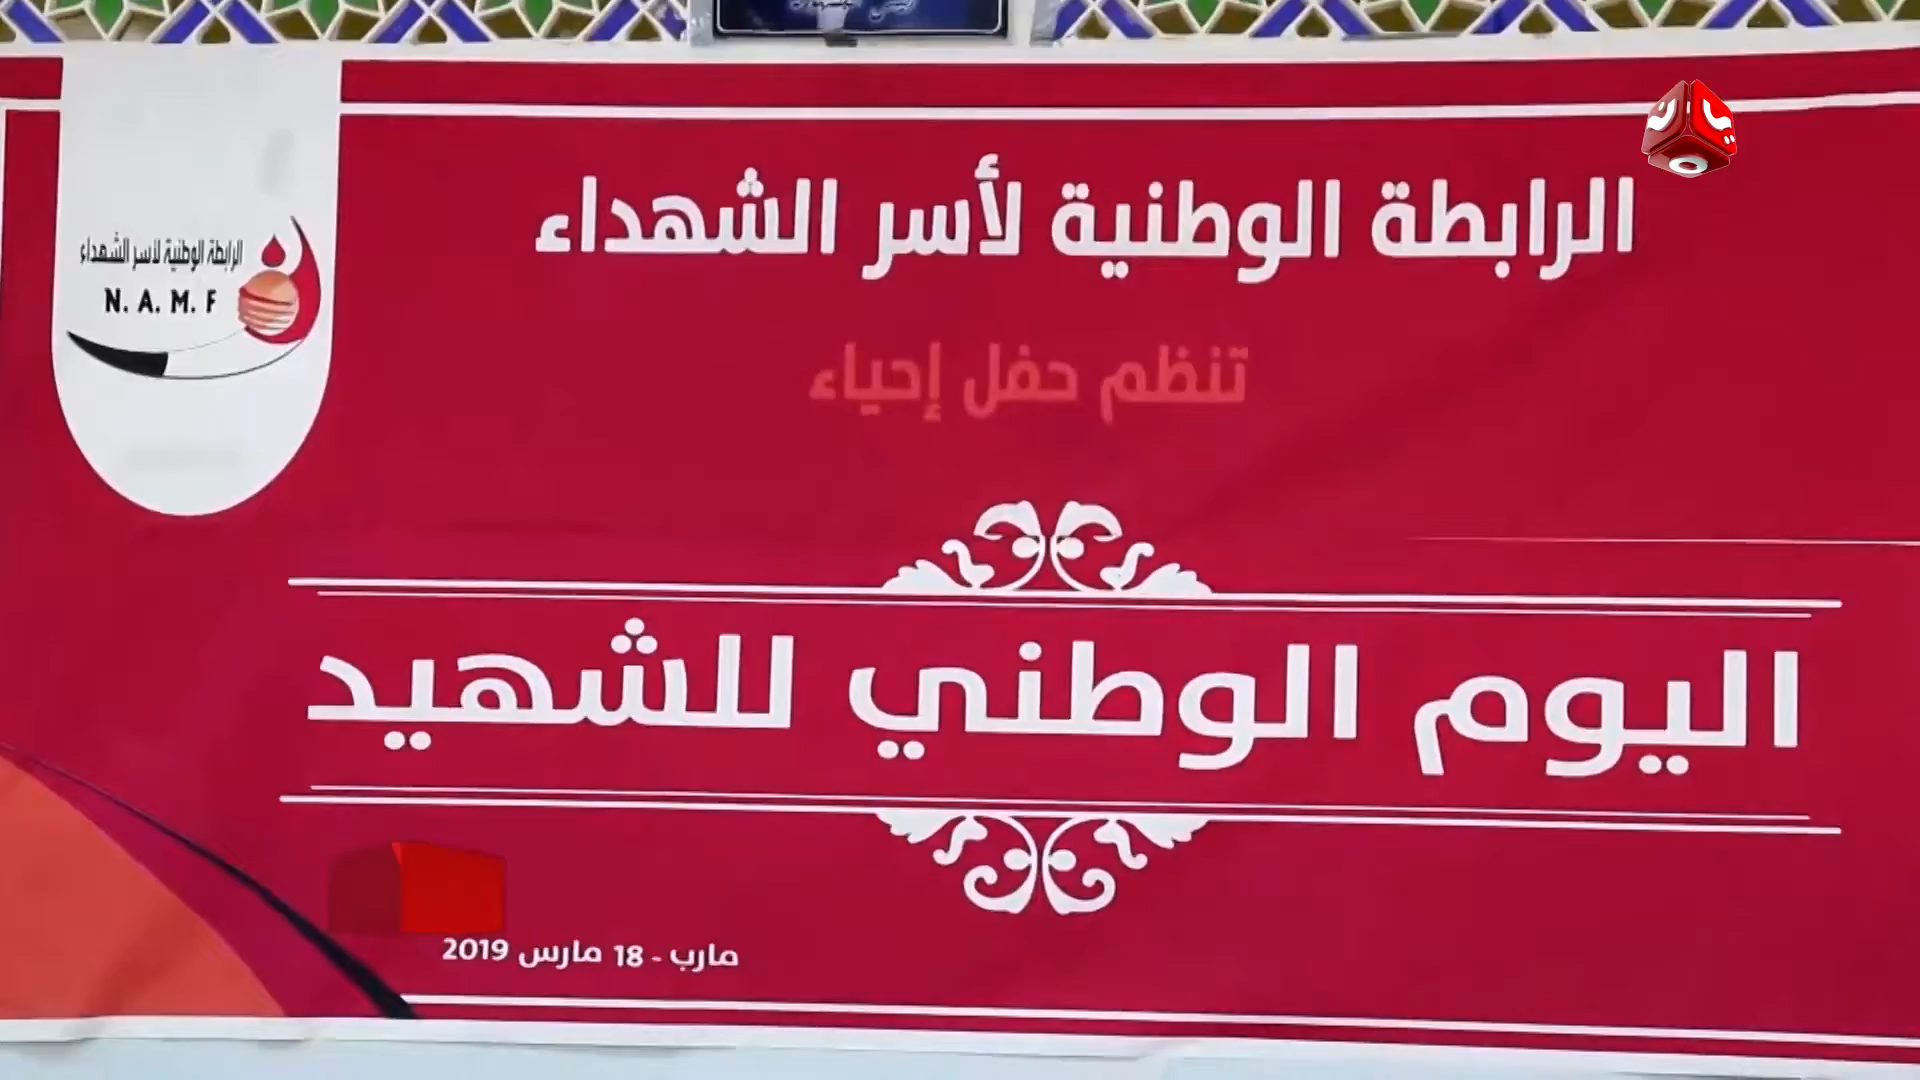 الرابطة الوطنية لأسر الشهداء
N. A. M. F
الرابطة الوطنية لأسر الشهداء
تنظم حفل إحياء
اليوم الوطني للشهيد
مارب - 18 مارس 2019